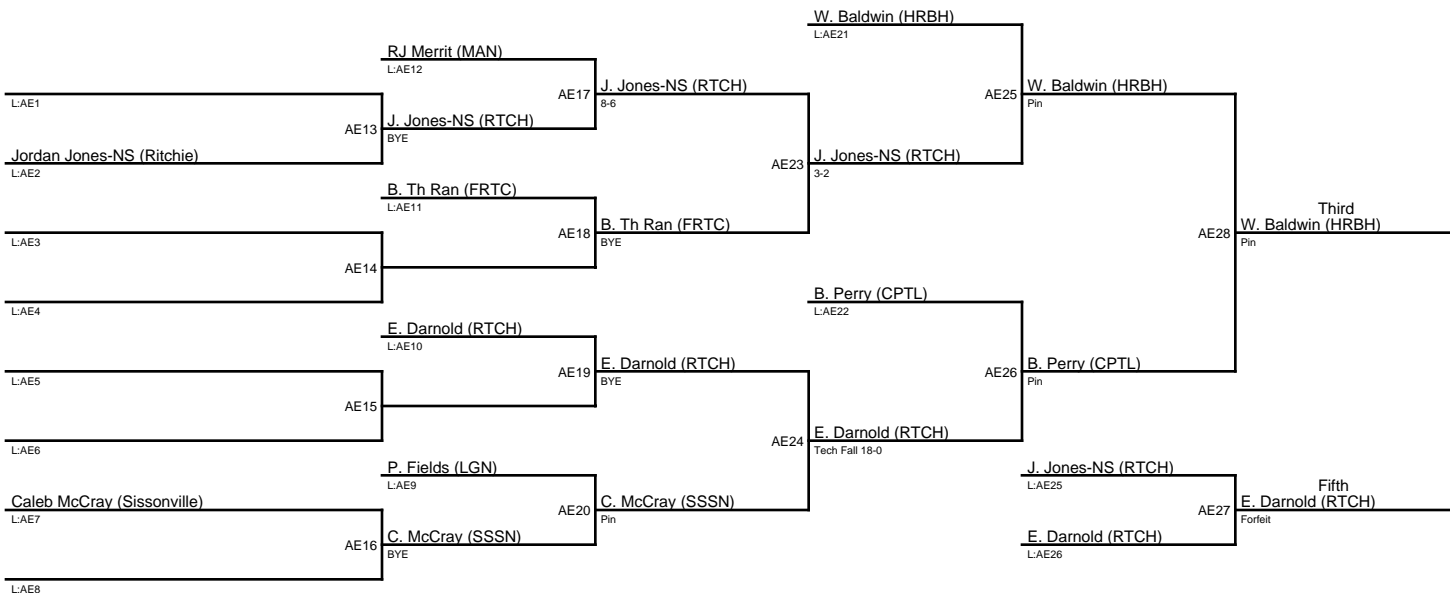 W. Baldwin (HRBH)
L:AE21
RJ Merrit (MAN)
L:AE12
AE17
J. Jones-NS (RTCH)
8-6
AE25
W. Baldwin (HRBH)
Pin
L:AE1
AE13
J. Jones-NS (RTCH)
BYE
Jordan Jones-NS (Ritchie)
L:AE2
AE23
J. Jones-NS (RTCH)
3-2
B. Th Ran (FRTC)
L:AE11
AE18
B. Th Ran (FRTC)
BYE
L:AE3
AE28
Third
W. Baldwin (HRBH)
Pin
AE14
L:AE4
B. Perry (CPTL)
L:AE22
E. Darnold (RTCH)
L:AE10
AE19
E. Darnold (RTCH)
BYE
AE26
B. Perry (CPTL)
Pin
L:AE5
AE15
L:AE6
AE24
E. Darnold (RTCH)
Tech Fall 18-0
P. Fields (LGN)
L:AE9
J. Jones-NS (RTCH)
L:AE25
Caleb McCray (Sissonville)
L:AE7
AE20
C. McCray (SSSN)
Pin
AE27
Fifth
E. Darnold (RTCH)
Forfeit
AE16
C. McCray (SSSN)
BYE
E. Darnold (RTCH)
L:AE26
L:AE8